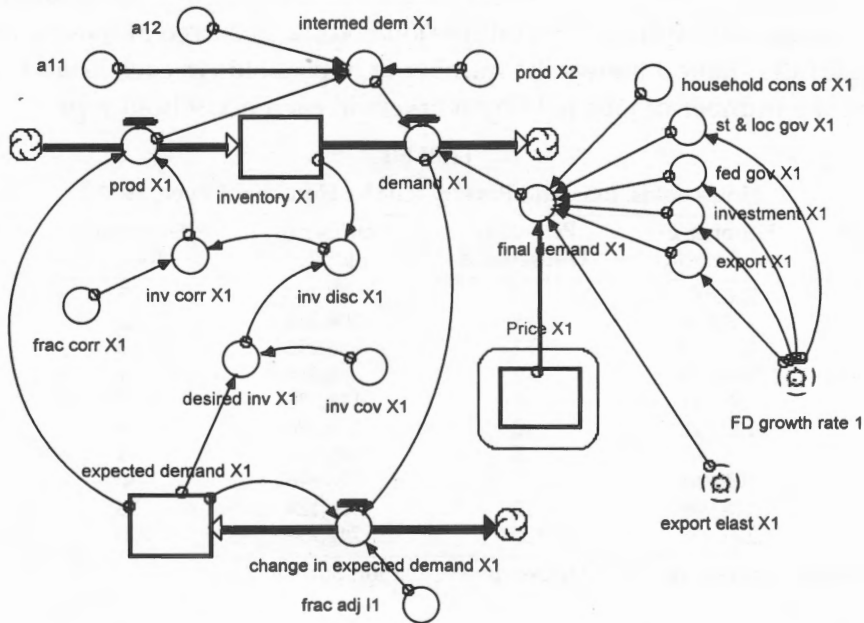 a12
intermed dem X1
a11
prod X2
household cons of X1
st & loc gov X1
prod X1
inventory X1
demand X1
fed gov X1
investment X1
final demand X1
export X1
inv corr X1
inv disc X1
frac corr X1
Price X1
desired inv X1
inv cov X1
FD growth rate 1
expected demand X1
export elast X1
change in expected demand X1
frac adj I1